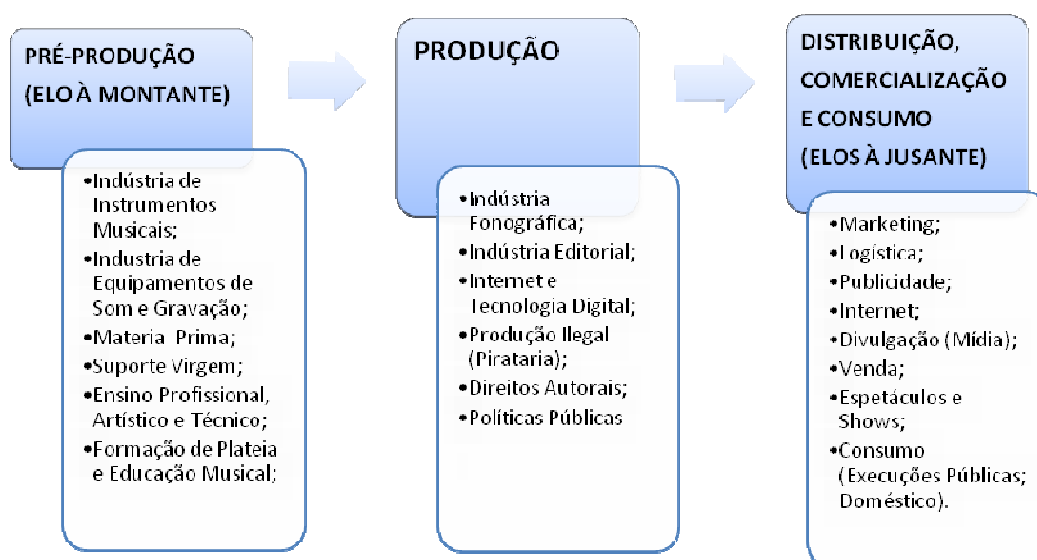 PRÉ-PRODUÇÃO
(ELO À MONTANTE)
•Indústria de
Instrumentos
Musicais;
•Industria de
Equipamentos de
Som e Gravação;
•Materia Prima;
•Suporte Virgem;
•Ensino Profissional,
Artístico e Técnico;
•Formação de Plateia
e Educação Musical;
PRODUÇÃO
•Indústria
Fonográfica;
•Indústria Editorial;
•Internet e
Tecnologia Digital;
•Produção Ilegal
(Pirataria);
•Direitos Autorais;
•Políticas Públicas
DISTRIBUIÇÃO,
COMERCIALIZAÇÃO
E CONSUMO
(ELOS À JUSANTE)
•Marketing;
•Logística;
•Publicidade;
•Internet;
•Divulgação (Mídia);
•Venda;
•Espetáculos e
Shows;
•Consumo
(Execuções Públicas;
Doméstico).